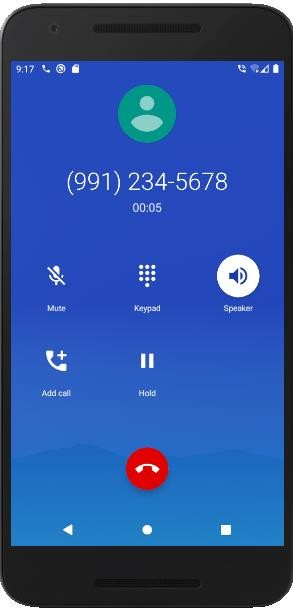 9:17
(991) 234-5678
00:05
Mute Keypad Speaker
Add call Hold